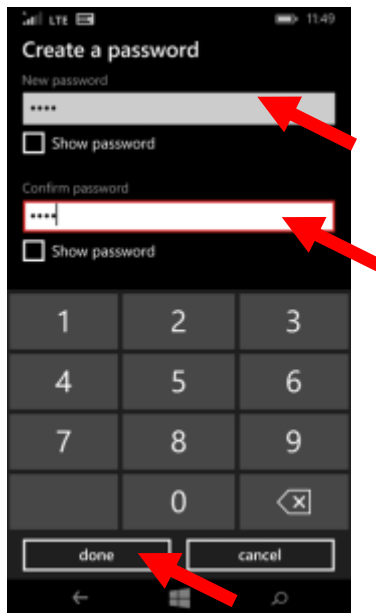 LTE 11:49
Create a password
New password
••••
Show password
Confirm password
••••
Show password
1 2 3
4 5 6
7 8 9
0
done cancel